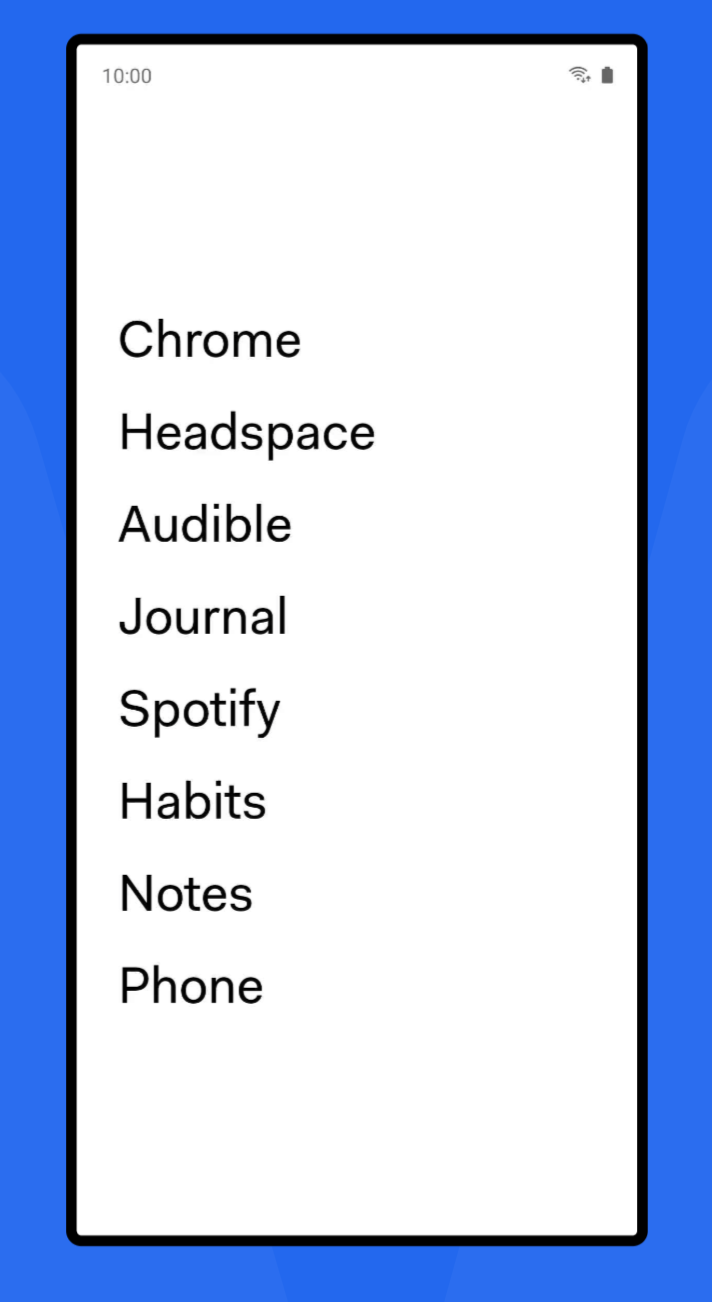 10:00
Chrome
Headspace
Audible
Journal
Spotify
Habits
Notes
Phone